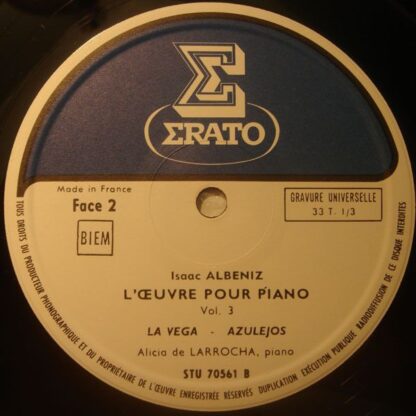 ERATO
Made in France
Face 2
BIEM
GRAVURE UNIVERSELLE
33 T. 1/3
Isaac ALBENIZ
L'ŒUVRE POUR PIANO
Vol. 3
LA VEGA - AZULEJOS
Alicia de LARROCHA, piano
STU 70561 B
TOUS DROITS DU PRODUCTEUR PHONOGRAPHIQUE ET DU PROPRIÉTAIRE DE L'ŒUVRE ENREGISTRÉE RÉSERVÉS DUPLICATION EXÉCUTION PUBLIQUE RADIODIFFUSION DE CE DISQUE INTERDITES